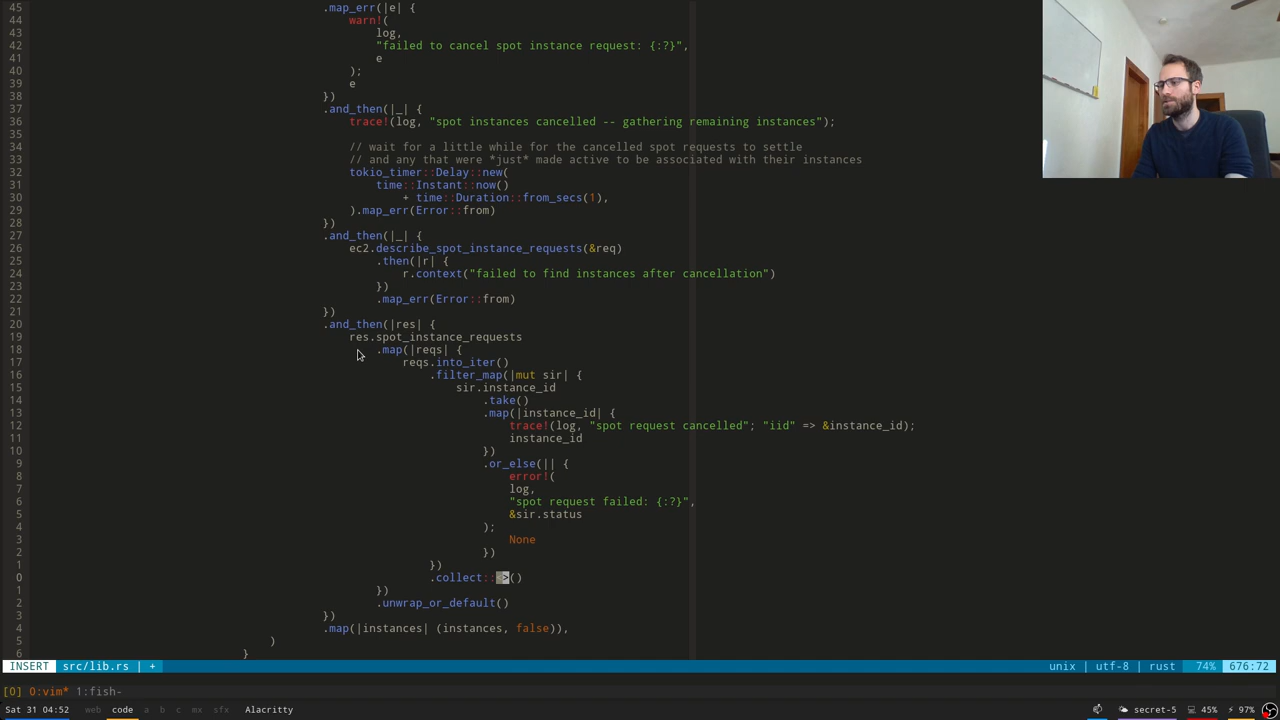 45 .map_err(|e| {
44 warn!(
43 log,
42 "failed to cancel spot instance request: {:?}",
41 e
40 );
39 e
38 })
37 .and_then(|_| {
36 trace!(log, "spot instances cancelled -- gathering remaining instances");
35
34 // wait for a little while for the cancelled spot requests to settle
33 // and any that were *just* made active to be associated with their instances
32 tokio_timer::Delay::new(
31 time::Instant::now()
30 + time::Duration::from_secs(1),
29 ).map_err(Error::from)
28 })
27 .and_then(|_| {
26 ec2.describe_spot_instance_requests(&req)
25 .then(|r| {
24 r.context("failed to find instances after cancellation")
23 })
22 .map_err(Error::from)
21 })
20 .and_then(|res| {
19 res.spot_instance_requests
18 .map(|reqs| {
17 reqs.into_iter()
16 .filter_map(|mut sir| {
15 sir.instance_id
14 .take()
13 .map(|instance_id| {
12 trace!(log, "spot request cancelled"; "iid" => &instance_id);
11 instance_id
10 })
9 .or_else(|| {
8 error!(
7 log,
6 "spot request failed: {:?}",
5 &sir.status
4 );
3 None
2 })
1 })
0 .collect::<>()
1 })
2 .unwrap_or_default()
3 })
4 .map(|instances| (instances, false)),
5 )
6 }
INSERT src/lib.rs | + unix | utf-8 | rust 74% 676:72
[0] 0:vim* 1:fish-
Sat 31 04:52 web code a b c mx sfx Alacritty secret-5 45% 97%